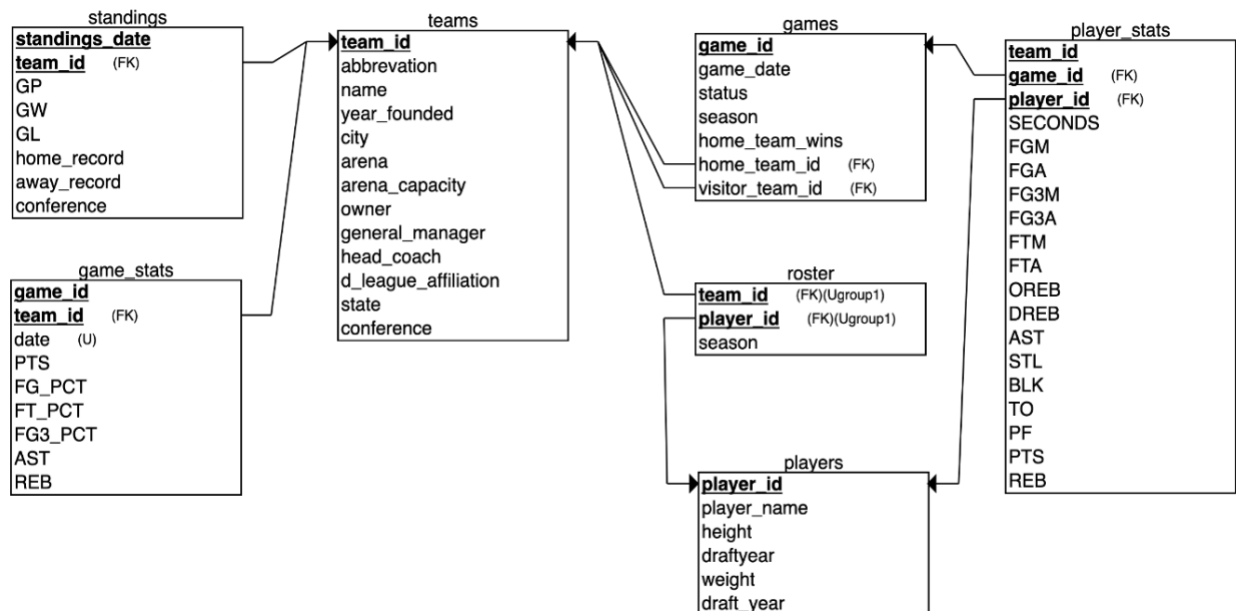 standings
standings_date
team_id (FK)
GP
GW
GL
home_record
away_record
conference
game_stats
game_id
team_id (FK)
date (U)
PTS
FG_PCT
FT_PCT
FG3_PCT
AST
REB
teams
team_id
abbrevation
name
year_founded
city
arena
arena_capacity
owner
general_manager
head_coach
d_league_affiliation
state
conference
games
game_id
game_date
status
season
home_team_wins
home_team_id (FK)
visitor_team_id (FK)
roster
team_id (FK)(Ugroup1)
player_id (FK)(Ugroup1)
season
players
player_id
player_name
height
draftyear
weight
draft_year
player_stats
team_id
game_id (FK)
player_id (FK)
SECONDS
FGM
FGA
FG3M
FG3A
FTM
FTA
OREB
DREB
AST
STL
BLK
TO
PF
PTS
REB